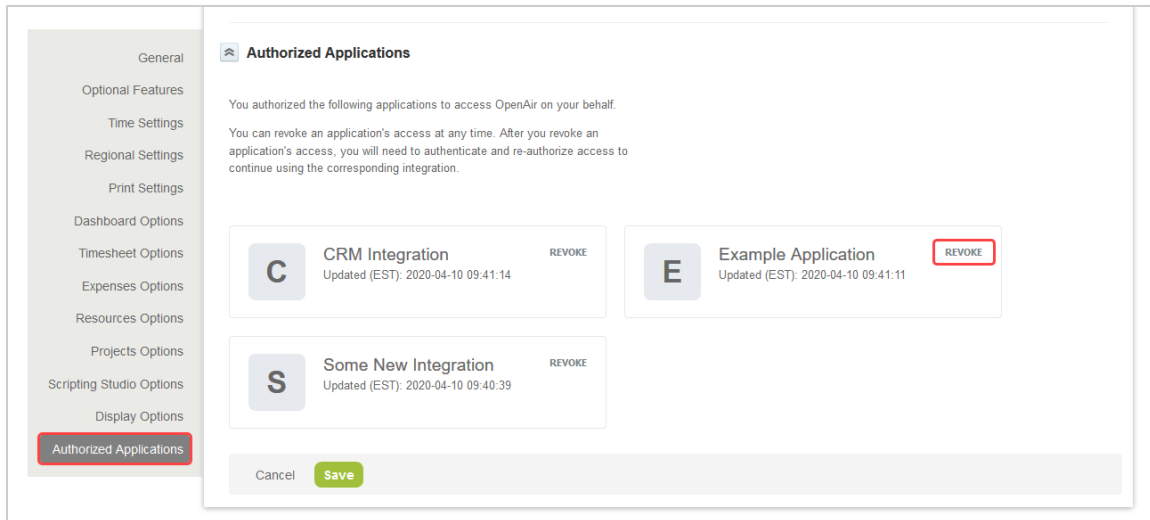 General
Optional Features
Time Settings
Regional Settings
Print Settings
Dashboard Options
Timesheet Options
Expenses Options
Resources Options
Projects Options
Scripting Studio Options
Display Options
Authorized Applications
Authorized Applications
You authorized the following applications to access OpenAir on your behalf.
You can revoke an application's access at any time. After you revoke an
application's access, you will need to authenticate and re-authorize access to
continue using the corresponding integration.
C
CRM Integration
REVOKE
Updated (EST): 2020-04-10 09:41:14
E
Example Application
REVOKE
Updated (EST): 2020-04-10 09:41:11
S
Some New Integration
REVOKE
Updated (EST): 2020-04-10 09:40:39
Cancel
Save